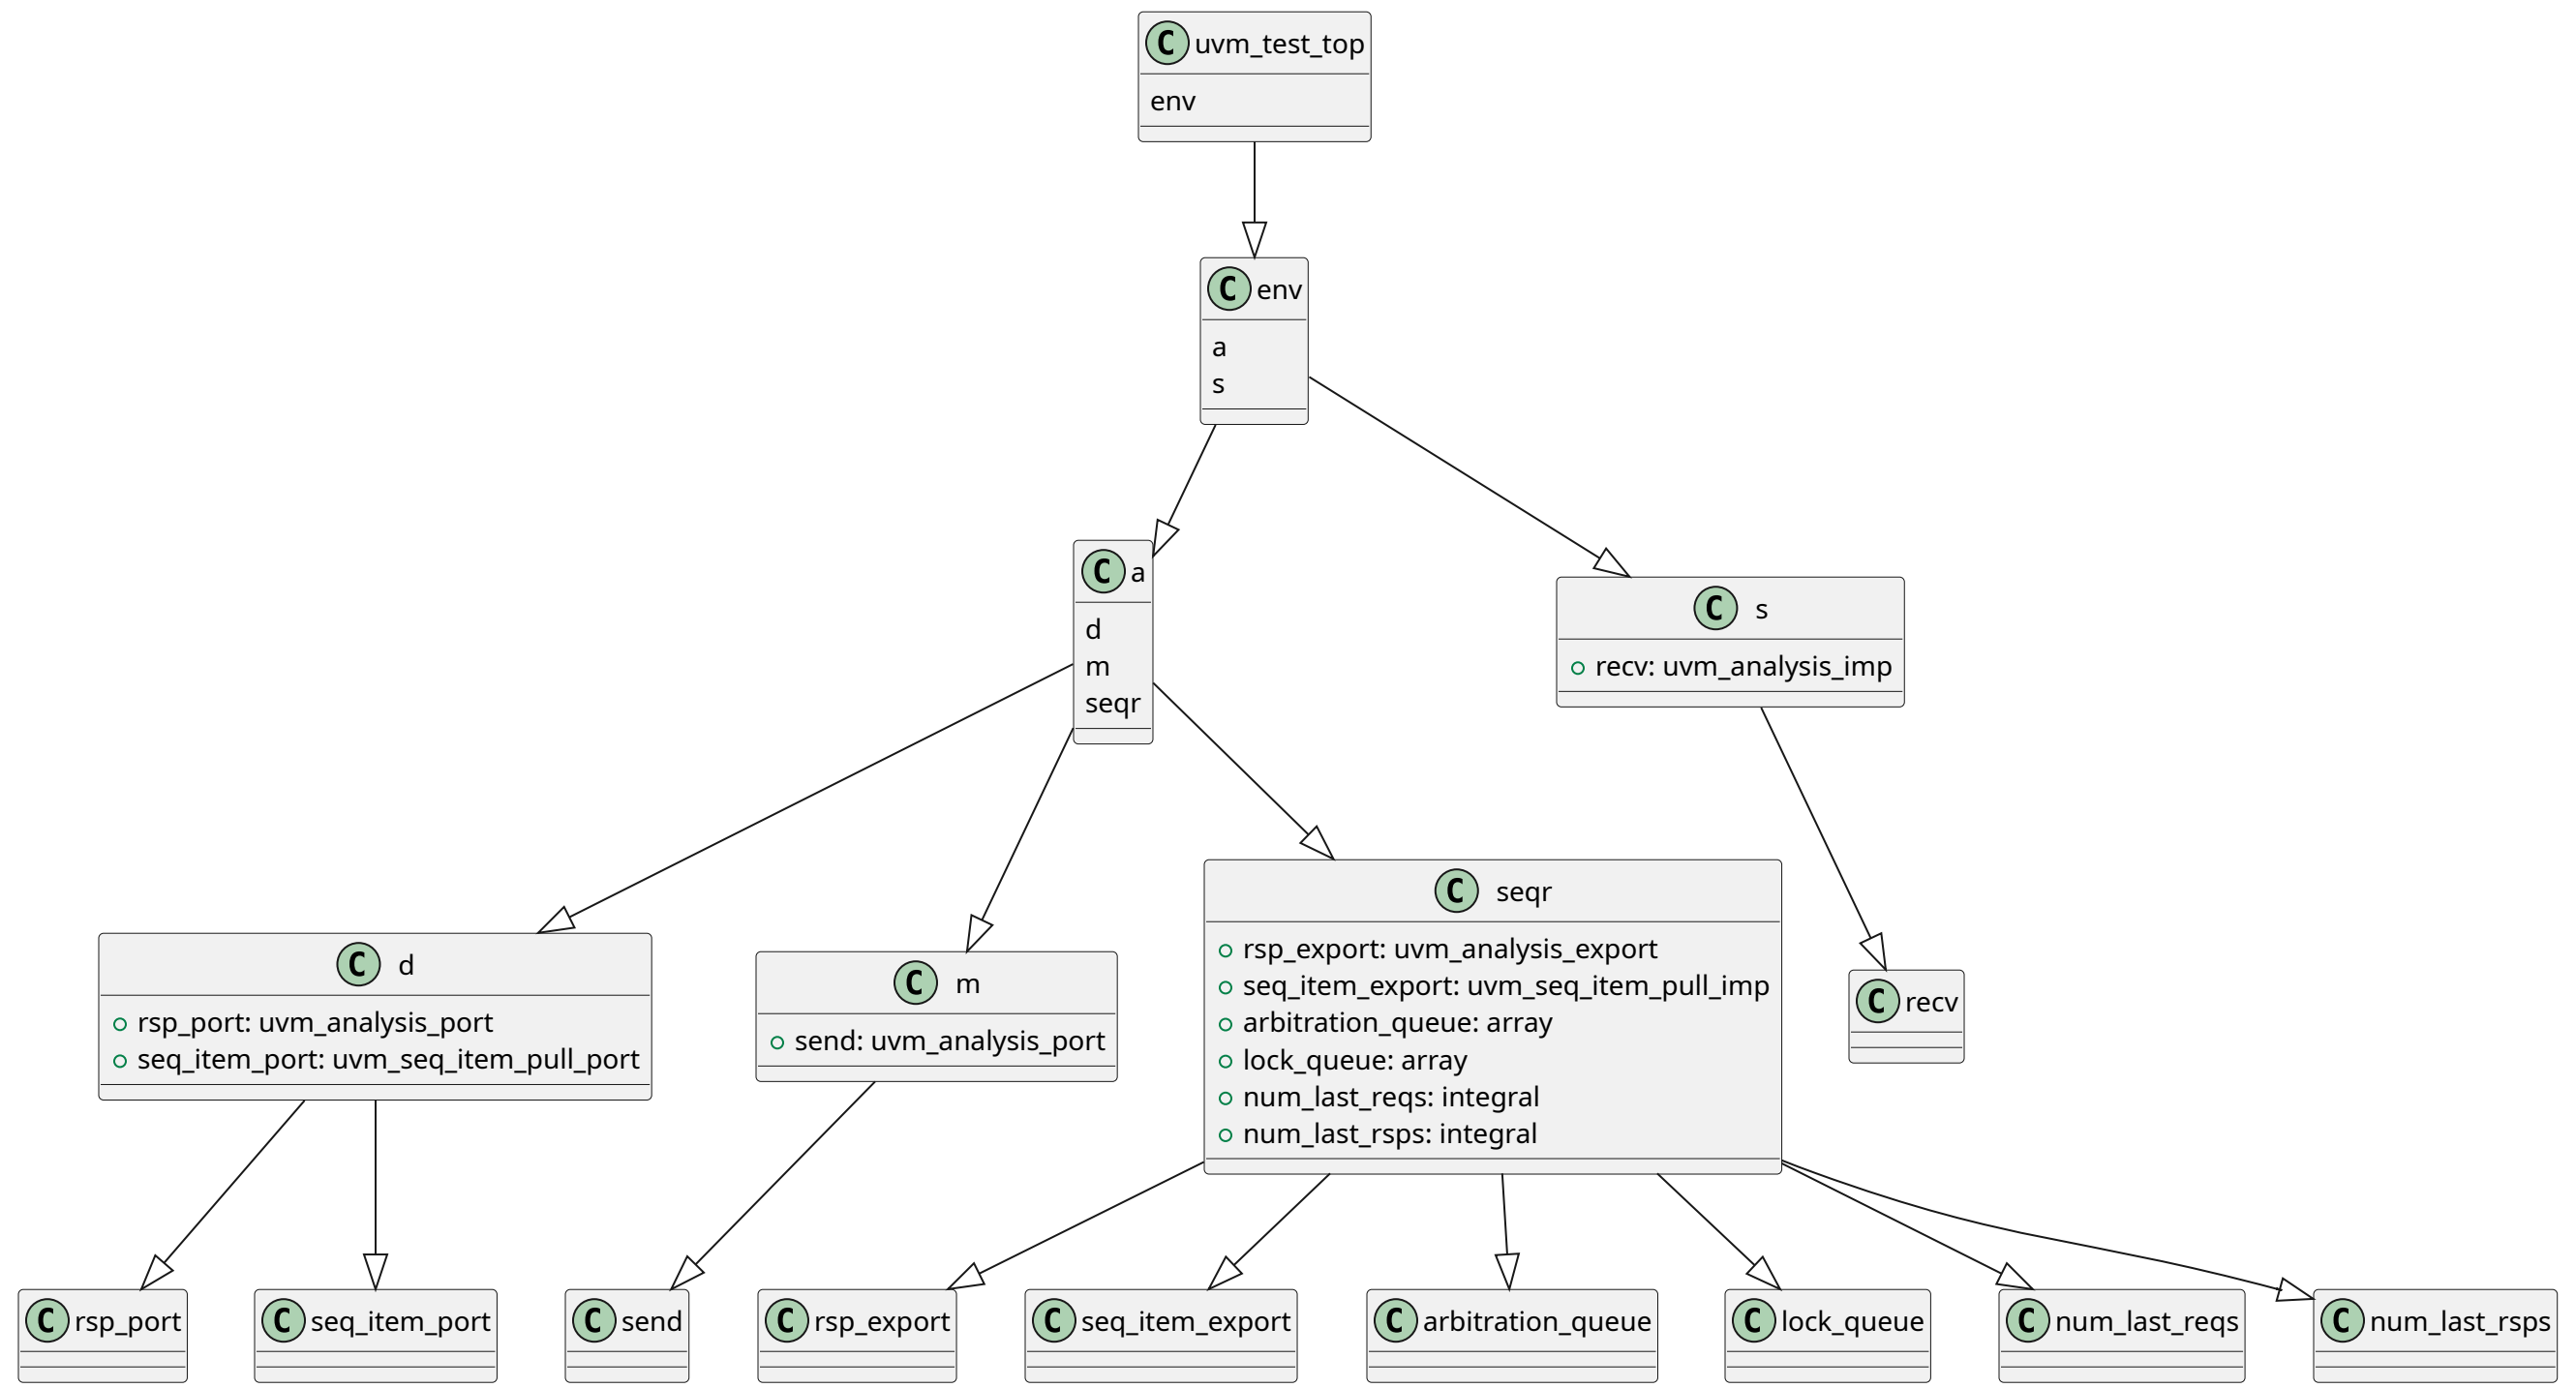 C uvm_test_top
env
C env
a
s
C a
d
m
seqr
C s
recv: uvm_analysis_imp
C d
rsp_port: uvm_analysis_port
seq_item_port: uvm_seq_item_pull_port
C m
send: uvm_analysis_port
C seqr
rsp_export: uvm_analysis_export
seq_item_export: uvm_seq_item_pull_imp
arbitration_queue: array
lock_queue: array
num_last_reqs: integral
num_last_rsps: integral
C recv
C rsp_port
C seq_item_port
C send
C rsp_export
C seq_item_export
C arbitration_queue
C lock_queue
C num_last_reqs
C num_last_rsps